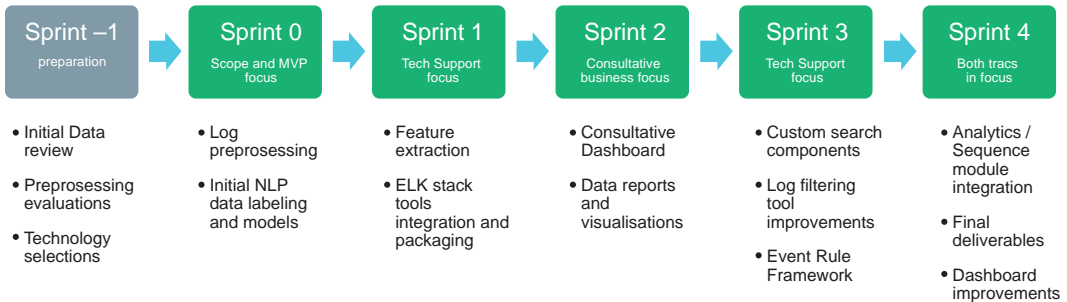 Sprint –1
preparation
Sprint 0
Scope and MVP
focus
Sprint 1
Tech Support
focus
Sprint 2
Consultative
business focus
Sprint 3
Tech Support
focus
Sprint 4
Both tracs
in focus
• Initial Data
review
• Preprosessing
evaluations
• Technology
selections
• Log
preprosessing
• Initial NLP
data labeling
and models
• Feature
extraction
• ELK stack
tools
integration and
packaging
• Consultative
Dashboard
• Data reports
and
visualisations
• Custom search
components
• Log filtering
tool
improvements
• Event Rule
Framework
• Analytics /
Sequence
module
integration
• Final
deliverables
• Dashboard
improvements